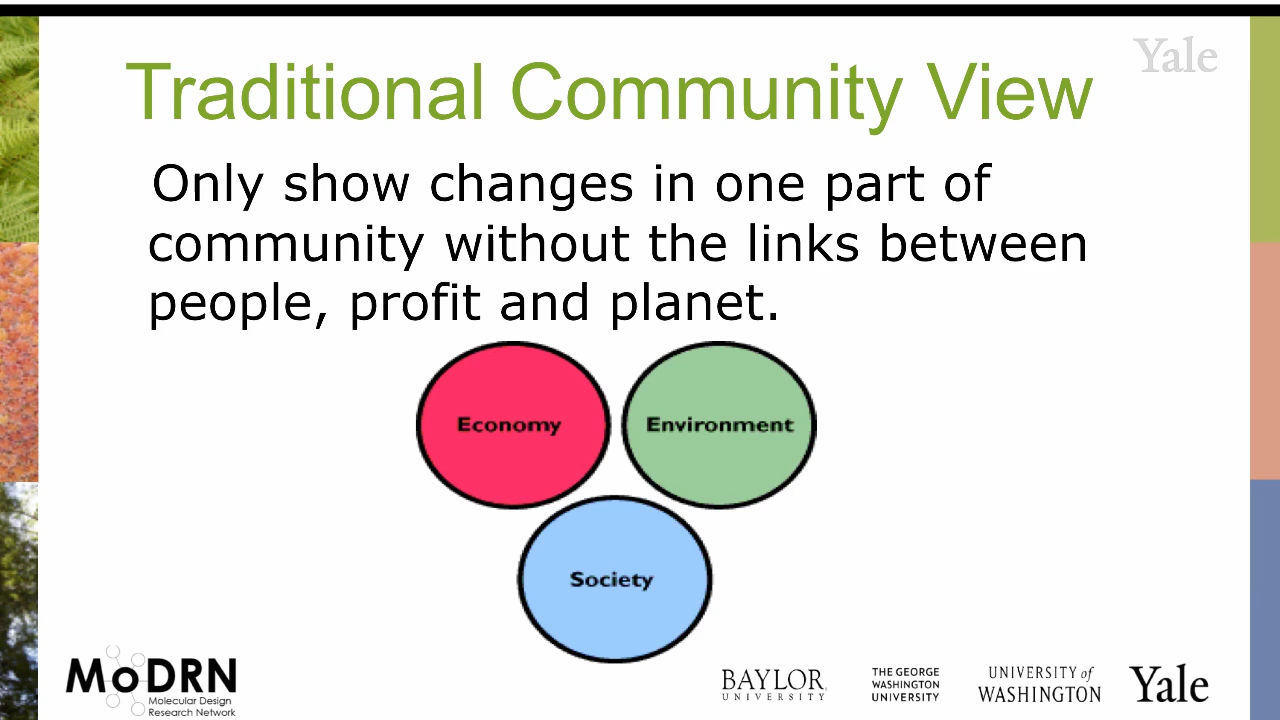 Yale
Traditional Community View
Only show changes in one part of
community without the links between
people, profit and planet.
Economy
Environment
Society
MoDRN
Molecular Design
Research Network
BAYLOR
UNIVERSITY
THE GEORGE
WASHINGTON
UNIVERSITY
UNIVERSITY of
WASHINGTON
Yale